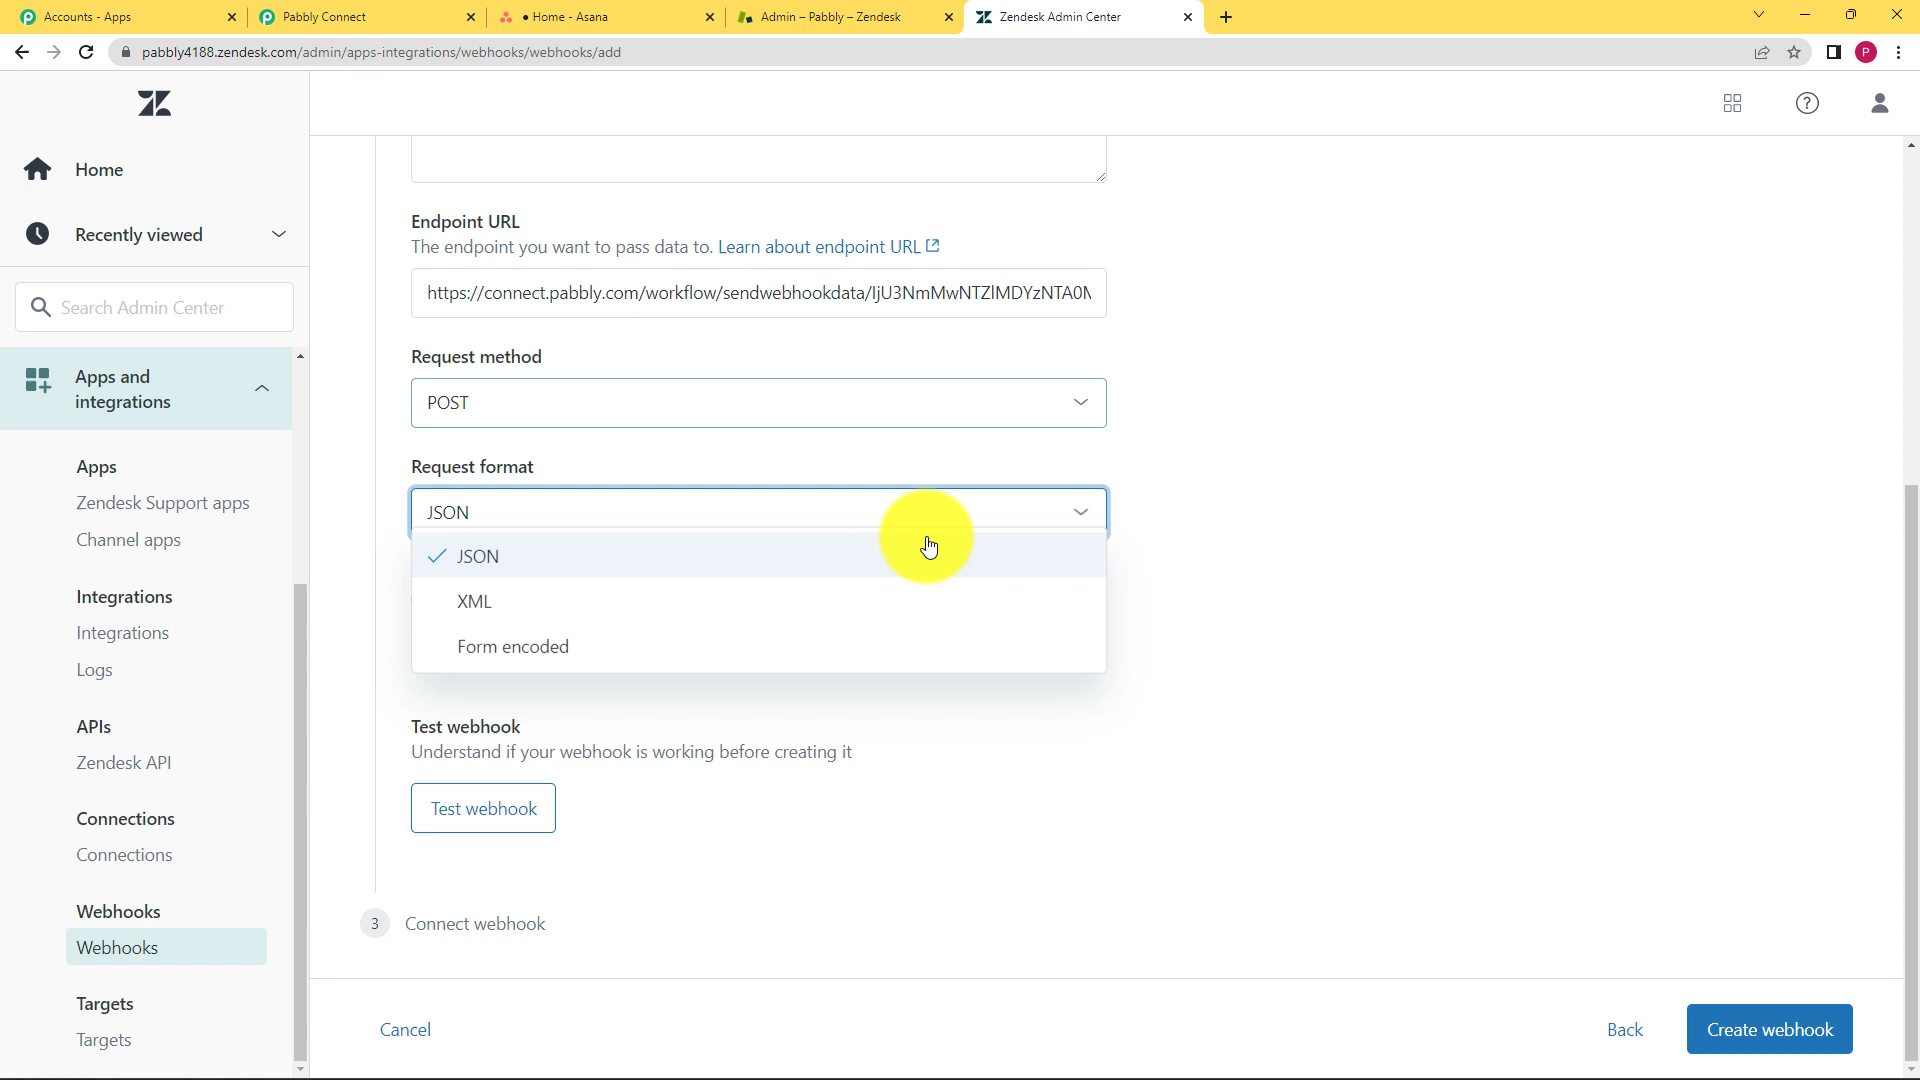 Accounts - Apps
Pabbly Connect
• Home - Asana
Admin – Pabbly – Zendesk
Zendesk Admin Center
pabbly4188.zendesk.com/admin/apps-integrations/webhooks/webhooks/add
P
Home
Recently viewed
Search Admin Center
Apps and
integrations
Apps
Zendesk Support apps
Channel apps
Integrations
Integrations
Logs
APIs
Zendesk API
Connections
Connections
Webhooks
Webhooks
Targets
Targets
Endpoint URL
The endpoint you want to pass data to. Learn about endpoint URL
https://connect.pabbly.com/workflow/sendwebhookdata/
Request method
POST
Request format
JSON
JSON
XML
Form encoded
Test webhook
Understand if your webhook is working before creating it
Test webhook
3 Connect webhook
Cancel
Back
Create webhook